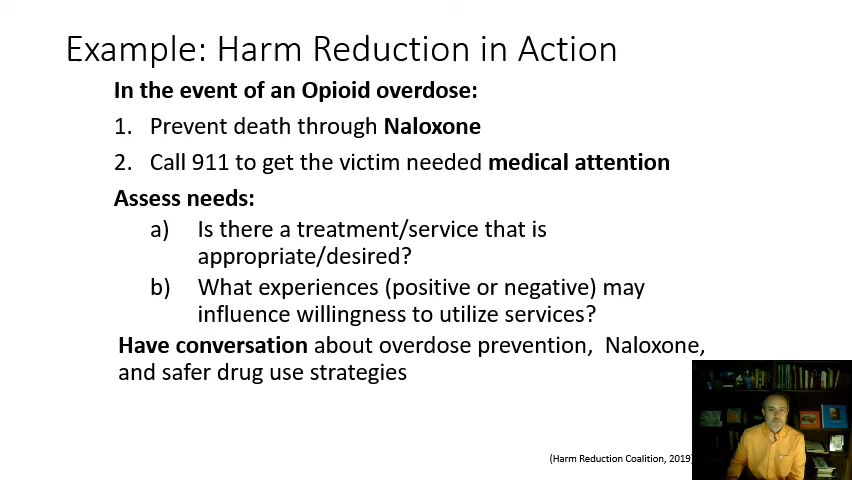 Example: Harm Reduction in Action
In the event of an Opioid overdose:
1. Prevent death through Naloxone
2. Call 911 to get the victim needed medical attention
Assess needs:
a) Is there a treatment/service that is
appropriate/desired?
b) What experiences (positive or negative) may
influence willingness to utilize services?
Have conversation about overdose prevention, Naloxone,
and safer drug use strategies
(Harm Reduction Coalition, 2019)